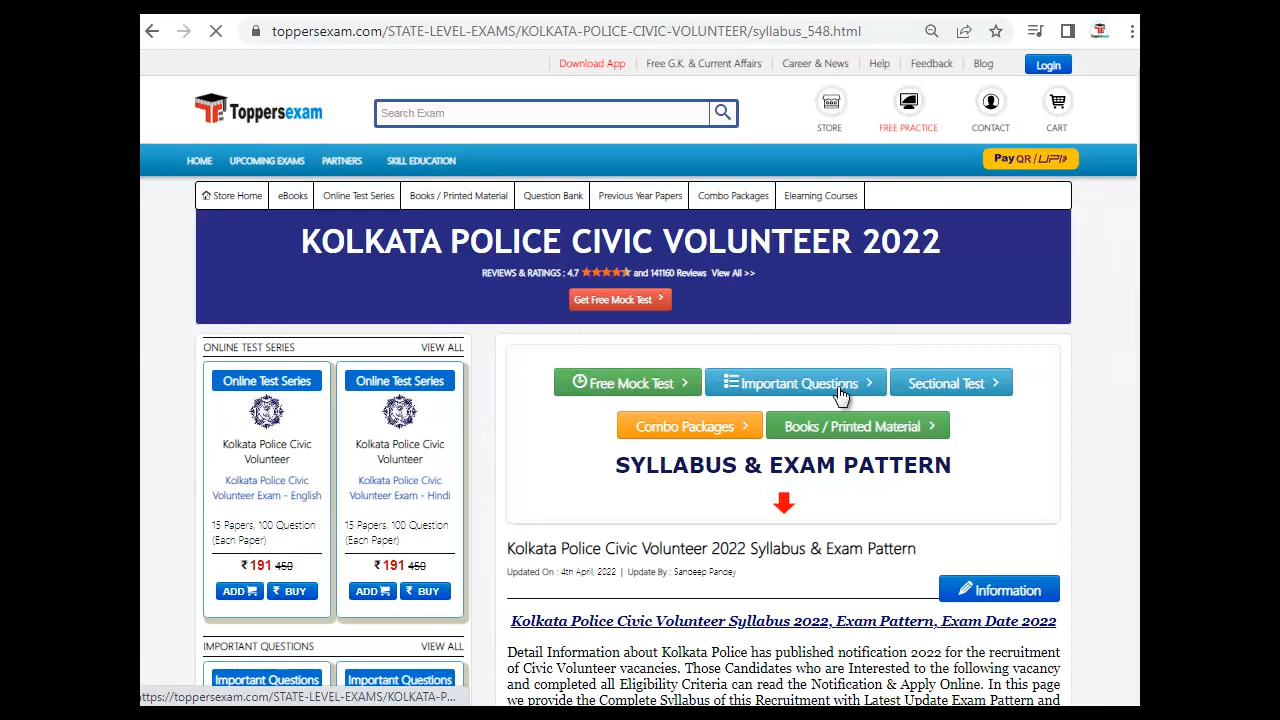 toppersexam.com/STATE-LEVEL-EXAMS/KOLKATA-POLICE-CIVIC-VOLUNTEER/syllabus_548.html
Download App | Free G.K. & Current Affairs | Career & News | Help | Feedback | Blog Login
Toppersexam
Search Exam
STORE FREE PRACTICE CONTACT CART
HOME UPCOMING EXAMS PARTNERS SKILL EDUCATION Pay QR / UPI
Store Home eBooks Online Test Series Books / Printed Material Question Bank Previous Year Papers Combo Packages Elearning Courses
KOLKATA POLICE CIVIC VOLUNTEER 2022
REVIEWS & RATINGS : 4.7 and 141160 Reviews View All >>
Get Free Mock Test
ONLINE TEST SERIES VIEW ALL
Online Test Series
Kolkata Police Civic
Volunteer
Kolkata Police Civic
Volunteer Exam - English
15 Papers, 100 Question
(Each Paper)
₹ 191 450
ADD ₹ BUY
Online Test Series
Kolkata Police Civic
Volunteer
Kolkata Police Civic
Volunteer Exam - Hindi
15 Papers, 100 Question
(Each Paper)
₹ 191 450
ADD ₹ BUY
IMPORTANT QUESTIONS VIEW ALL
Important Questions Important Questions
Free Mock Test Important Questions Sectional Test
Combo Packages Books / Printed Material
SYLLABUS & EXAM PATTERN
Kolkata Police Civic Volunteer 2022 Syllabus & Exam Pattern
Updated On : 4th April, 2022 | Update By : Sandeep Pandey
Information
Kolkata Police Civic Volunteer Syllabus 2022, Exam Pattern, Exam Date 2022
Detail Information about Kolkata Police has published notification 2022 for the recruitment
of Civic Volunteer vacancies. Those Candidates who are Interested to the following vacancy
and completed all Eligibility Criteria can read the Notification & Apply Online. In this page
we provide the Complete Syllabus of this Recruitment with Latest Update Exam Pattern and
https://toppersexam.com/STATE-LEVEL-EXAMS/KOLKATA-P...